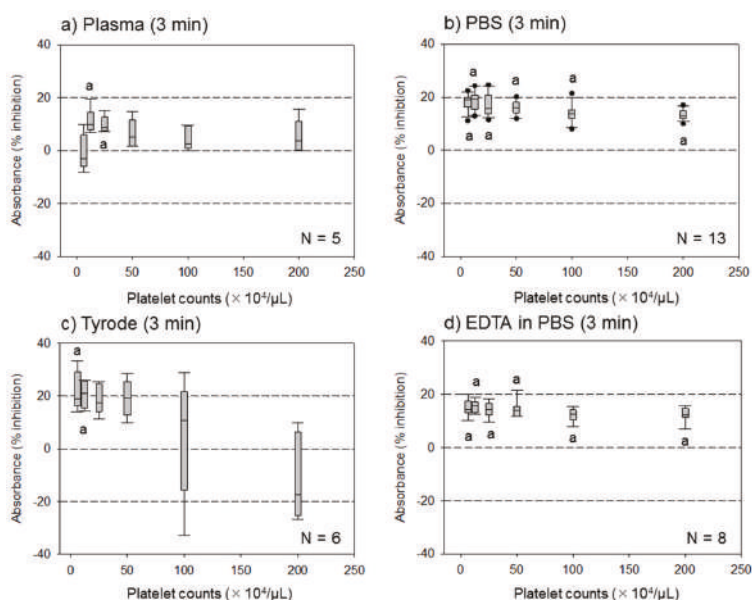 a) Plasma (3 min)
40
20
0
-20
-40
Absorbance (% inhibition)
a
a
N = 5
0
50
100
150
200
250
Platelet counts (× 10⁴/μL)
b) PBS (3 min)
40
20
0
-20
-40
Absorbance (% inhibtion)
a
a
a
a
a
a
N = 13
0
50
100
150
200
250
Platelet counts (× 10⁴/μL)
c) Tyrode (3 min)
40
20
0
-20
-40
Absorbance (% inhibition)
a
a
N = 6
0
50
100
150
200
250
Platelet counts (× 10⁴/μL)
d) EDTA in PBS (3 min)
40
20
0
-20
-40
Absorbance (% inhibition)
a
a
a
a
a
a
N = 8
0
50
100
150
200
250
Platelet counts (× 10⁴/μL)